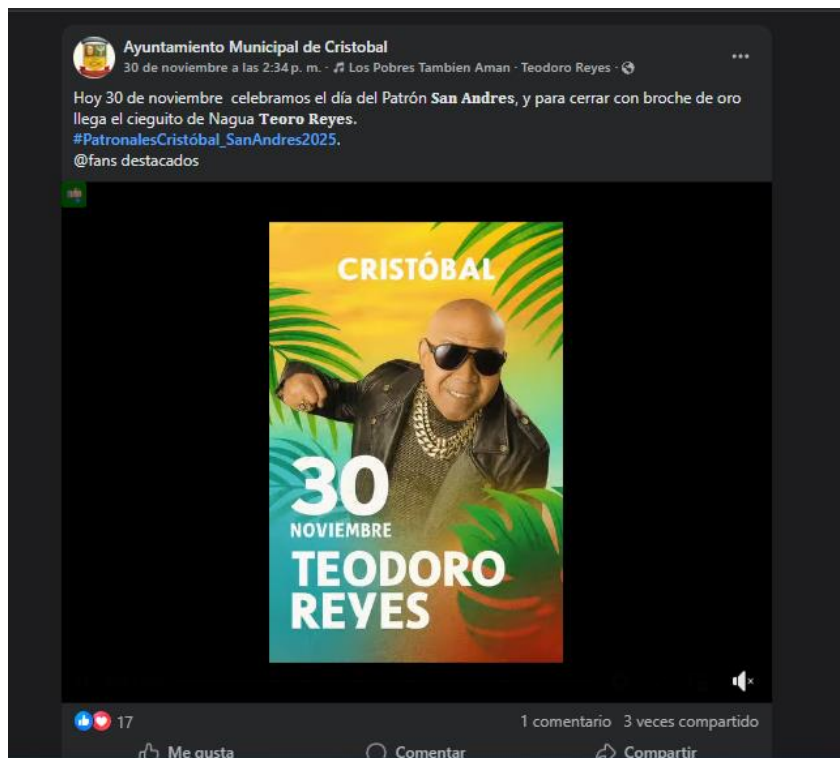 Ayuntamiento Municipal de Cristobal
30 de noviembre a las 2:34 p. m. · Los Pobres Tambien Aman · Teodoro Reyes ·
Hoy 30 de noviembre celebramos el día del Patrón San Andres, y para cerrar con broche de oro
llega el cieguito de Nagua Teoro Reyes.
#PatronalesCristóbal_SanAndres2025.
@fans destacados
CRISTÓBAL
30
NOVIEMBRE
TEODORO
REYES
17
1 comentario 3 veces compartido
Me gusta Comentar Compartir